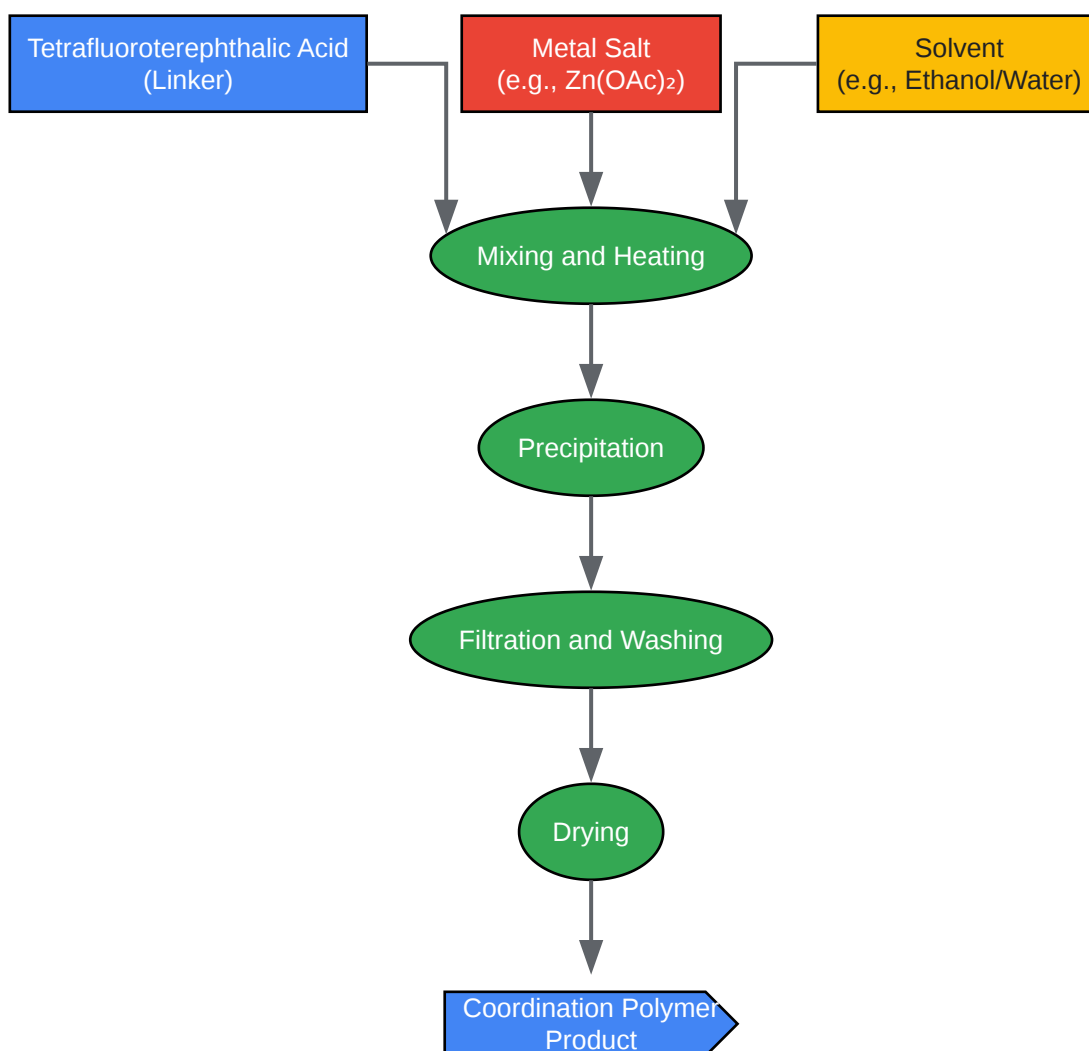 Tetrafluoroterephthalic Acid
(Linker)
Metal Salt
(e.g., Zn(OAc)₂)
Solvent
(e.g., Ethanol/Water)
Mixing and Heating
Precipitation
Filtration and Washing
Drying
Coordination Polymer
Product